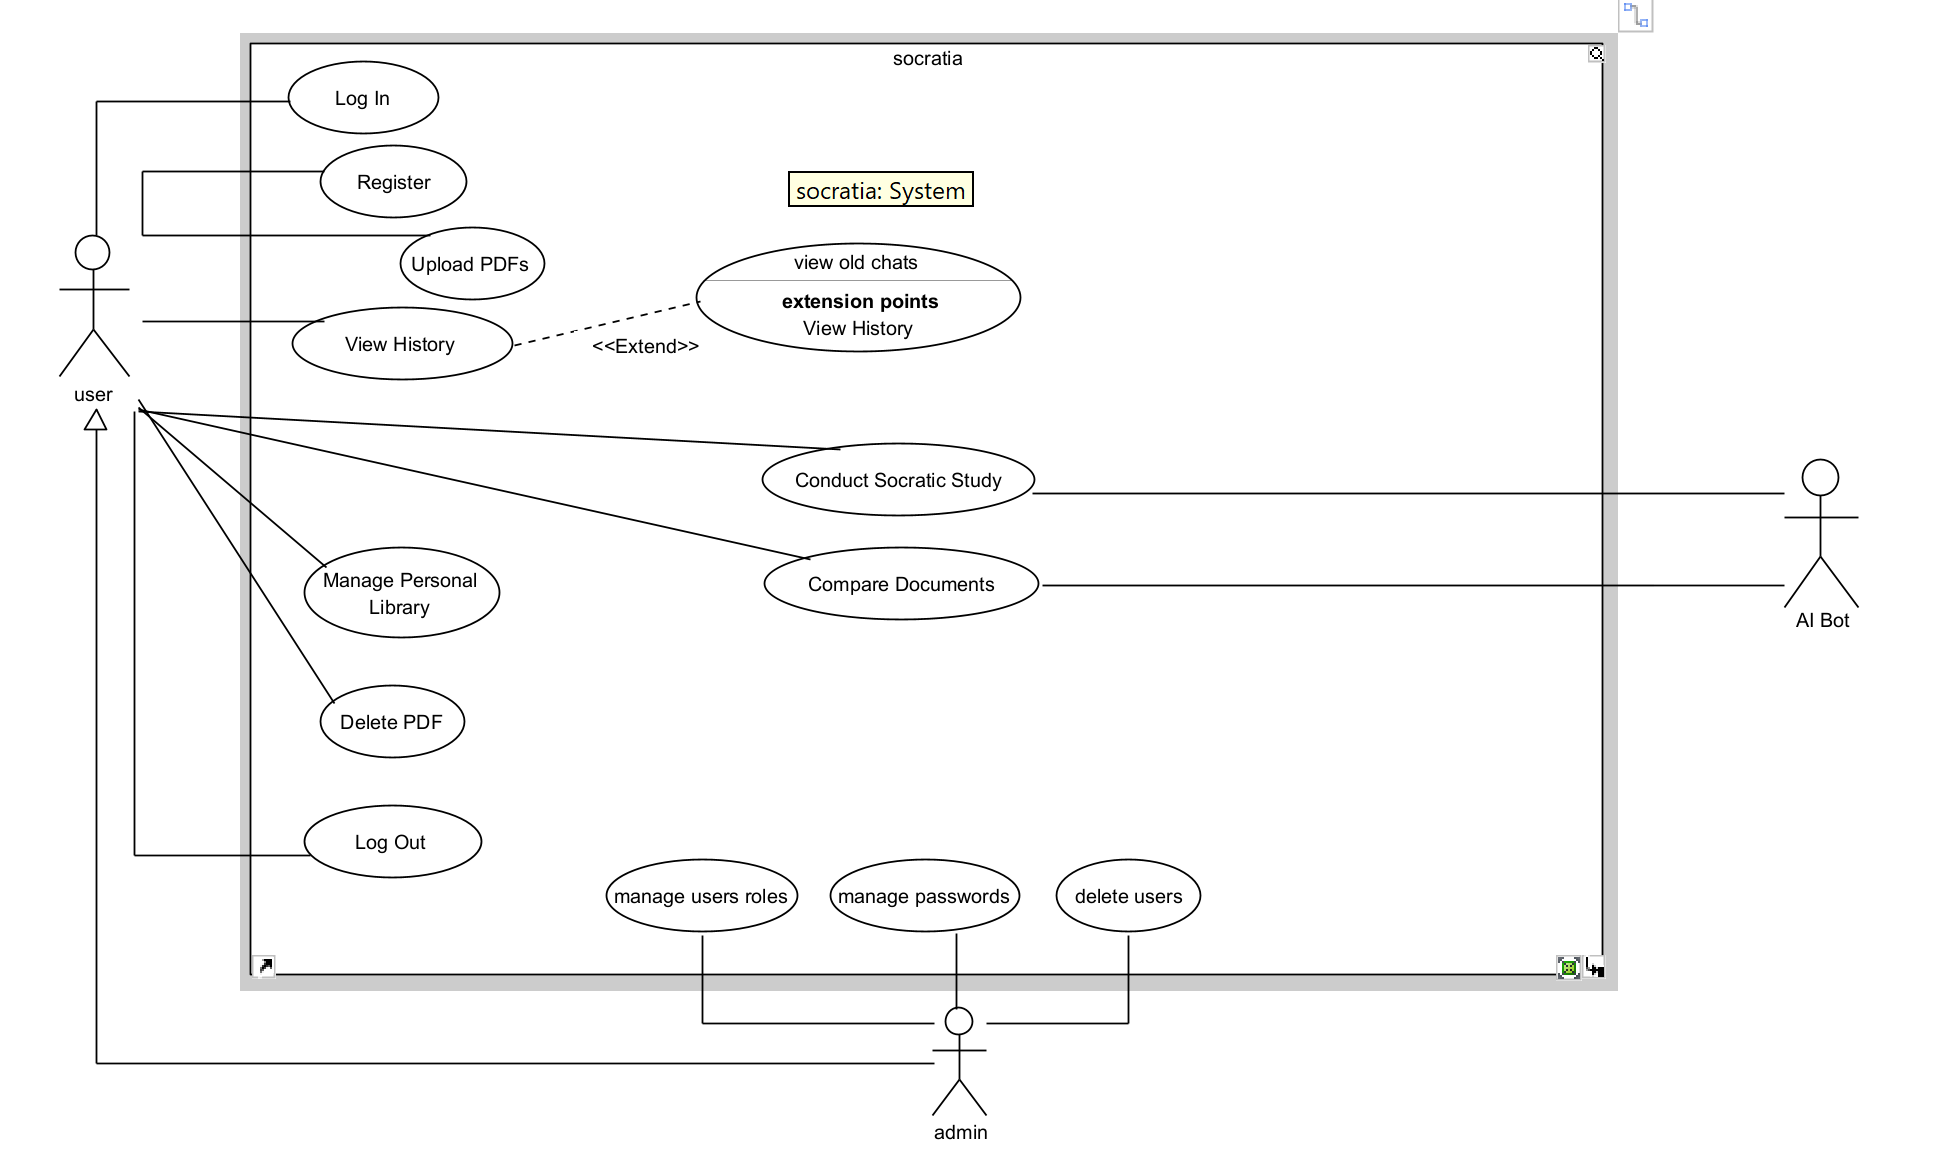 socratia
Log In
Register
socratia: System
Upload PDFs
view old chats
extension points
View History
View History
<<Extend>>
user
Conduct Socratic Study
Manage Personal
Library
Compare Documents
AI Bot
Delete PDF
Log Out
manage users roles
manage passwords
delete users
admin